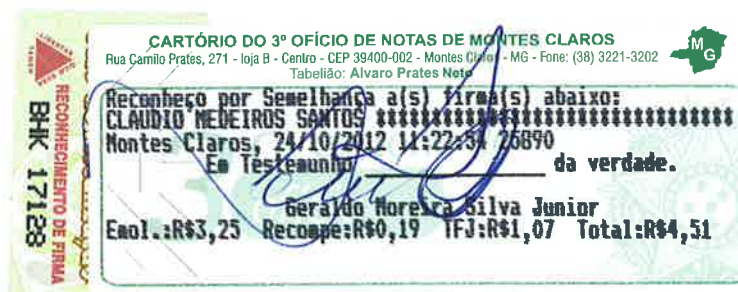 CARTÓRIO DO 3º OFÍCIO DE NOTAS DE MONTES CLAROS
Rua Camilo Prates, 271 - loja B - Centro - CEP 39400-002 - Montes Claros - MG - Fone: (38) 3221-3202
Tabelião: Alvaro Prates Neto
MG
Reconheço por Semelhança a(s) firma(s) abaixo:
CLAUDIO MEDEIROS SANTOS ********************************
Montes Claros, 24/10/2012 11:22:54 25890
Em Testemunho ________________ da verdade.
Geraldo Moreira Silva Junior
Emol.:R$3,25 Recompe:R$0,19 TFJ:R$1,07 Total:R$4,51
RECONHECIMENTO DE FIRMA
BHK 17128